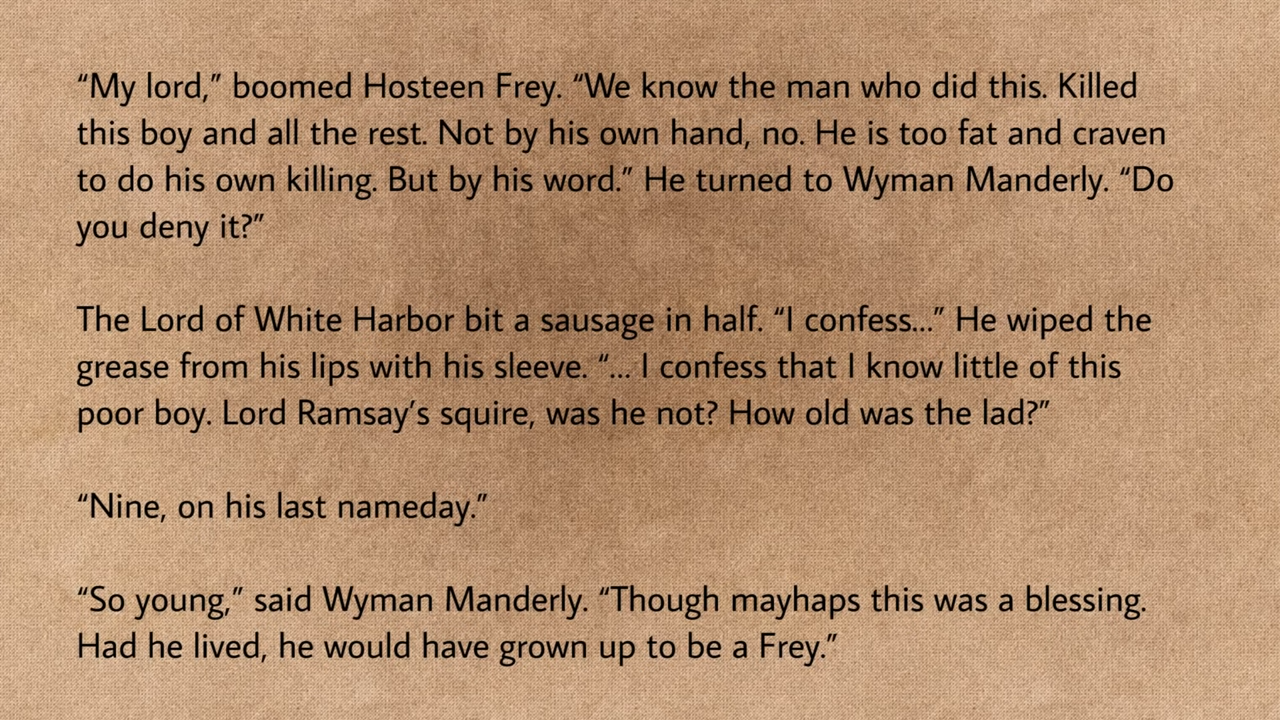 “My lord,” boomed Hosteen Frey. “We know the man who did this. Killed
this boy and all the rest. Not by his own hand, no. He is too fat and craven
to do his own killing. But by his word.” He turned to Wyman Manderly. “Do
you deny it?”
The Lord of White Harbor bit a sausage in half. “I confess…” He wiped the
grease from his lips with his sleeve. “… I confess that I know little of this
poor boy. Lord Ramsay’s squire, was he not? How old was the lad?”
“Nine, on his last nameday.”
“So young,” said Wyman Manderly. “Though mayhaps this was a blessing.
Had he lived, he would have grown up to be a Frey.”